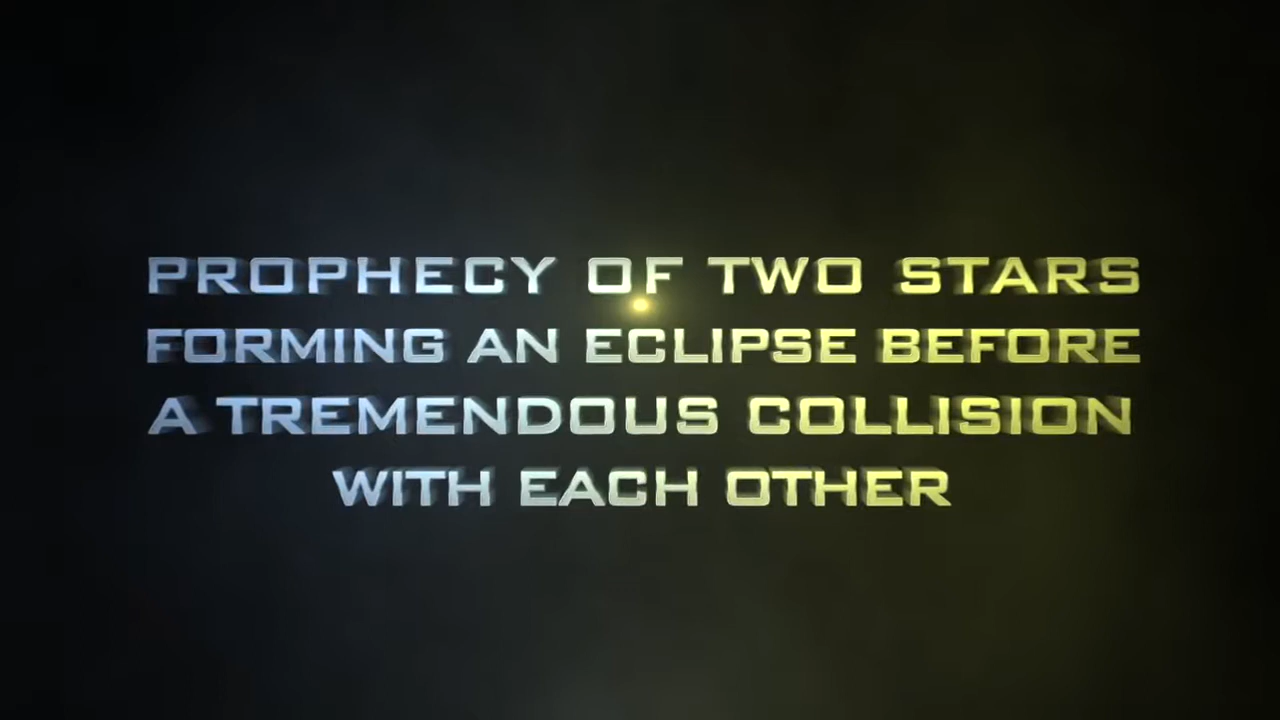 PROPHECY OF TWO STARS
FORMING AN ECLIPSE BEFORE
A TREMENDOUS COLLISION
WITH EACH OTHER